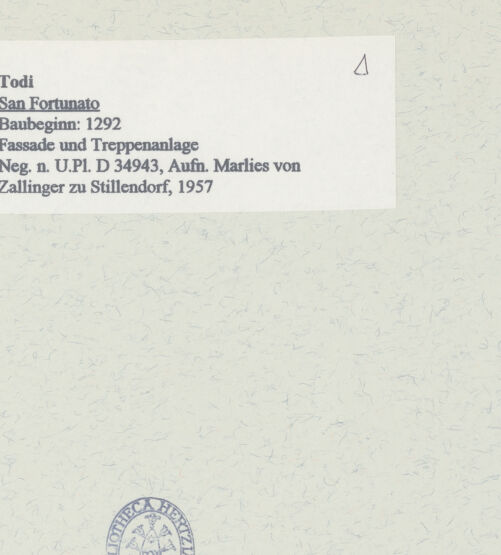 Todi
San Fortunato
Baubeginn: 1292
Fassade und Treppenanlage
Neg. n. U.Pl. D 34943, Aufn. Marlies von
Zallinger zu Stillendorf, 1957